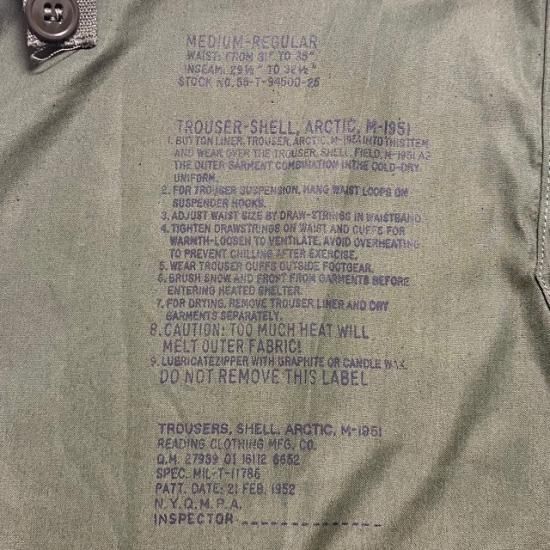 MEDIUM-REGULAR
WAIST: FROM 31" TO 35"
INSEAM: 29½" TO 32½"
STOCK NO. 55-T-94500-25
TROUSER-SHELL, ARCTIC, M-1951
1. BUTTON LINER, TROUSER, ARCTIC, M-1951 INTO THIS ITEM
AND WEAR OVER THE TROUSER, SHELL, FIELD, M-1951 AS
THE OUTER GARMENT COMBINATION IN THE COLD-DRY
UNIFORM.
2. FOR TROUSER SUSPENSION, HANG WAIST LOOPS ON
SUSPENDER HOOKS.
3. ADJUST WAIST SIZE BY DRAW-STRINGS IN WAISTBAND
4. TIGHTEN DRAWSTRINGS ON WAIST AND CUFFS FOR
WARMTH-LOOSEN TO VENTILATE, AVOID OVERHEATING
TO PREVENT CHILLING AFTER EXERCISE.
5. WEAR TROUSER CUFFS OUTSIDE FOOTGEAR.
6. BRUSH SNOW AND FROST FROM GARMENTS BEFORE
ENTERING HEATED SHELTER.
7. FOR DRYING, REMOVE TROUSER LINER AND DRY
GARMENTS SEPARATELY.
8. CAUTION: TOO MUCH HEAT WILL
MELT OUTER FABRIC!
9. LUBRICATE ZIPPER WITH GRAPHITE OR CANDLE WAX.
DO NOT REMOVE THIS LABEL
TROUSERS, SHELL, ARCTIC, M-1951
READING CLOTHING MFG. CO.
Q.M. 27939 OI 16112 6652
SPEC. MIL-T-11786
PATT. DATE: 21 FEB. 1952
N.Y.Q.M.P.A.
INSPECTOR _ _ _ _ _ _ _ _ _ _ _ _ _